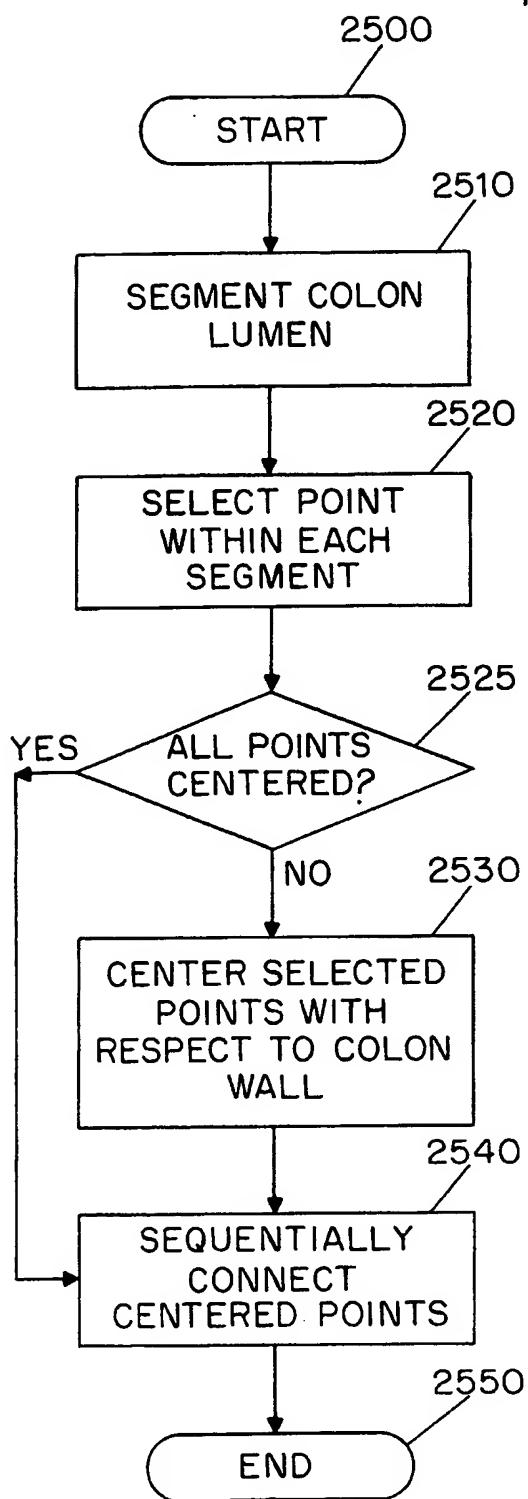 2500
START
2510
SEGMENT COLON
LUMEN
2520
SELECT POINT
WITHIN EACH
SEGMENT
2525
YES
ALL POINTS
CENTERED?
NO
2530
CENTER SELECTED
POINTS WITH
RESPECT TO COLON
WALL
2540
SEQUENTIALLY
CONNECT
CENTERED POINTS
2550
END